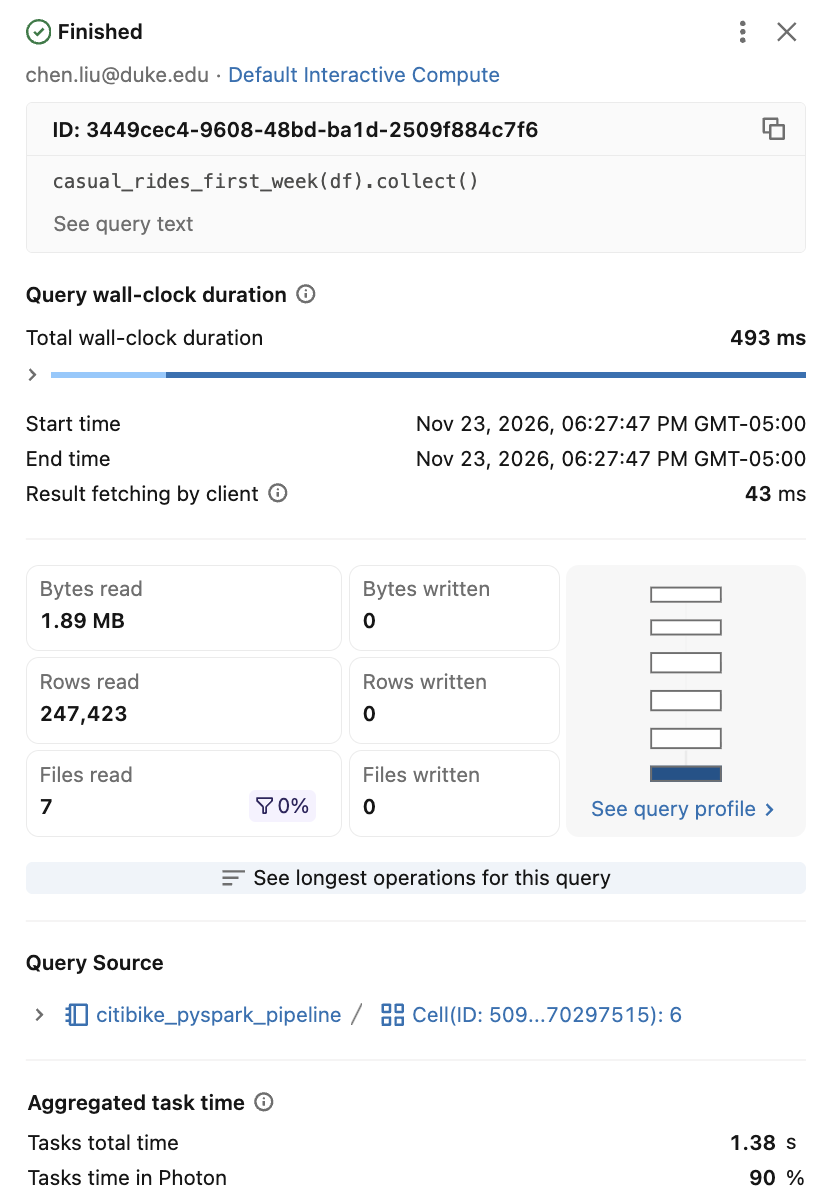 Finished
chen.liu@duke.edu · Default Interactive Compute
ID: 3449cec4-9608-48bd-ba1d-2509f884c7f6
casual_rides_first_week(df).collect()
See query text
Query wall-clock duration
Total wall-clock duration 493 ms
Start time Nov 23, 2026, 06:27:47 PM GMT-05:00
End time Nov 23, 2026, 06:27:47 PM GMT-05:00
Result fetching by client 43 ms
Bytes read
1.89 MB
Bytes written
0
Rows read
247,423
Rows written
0
Files read
7 0%
Files written
0
See query profile
See longest operations for this query
Query Source
citibike_pyspark_pipeline / Cell(ID: 509...70297515): 6
Aggregated task time
Tasks total time 1.38 s
Tasks time in Photon 90 %